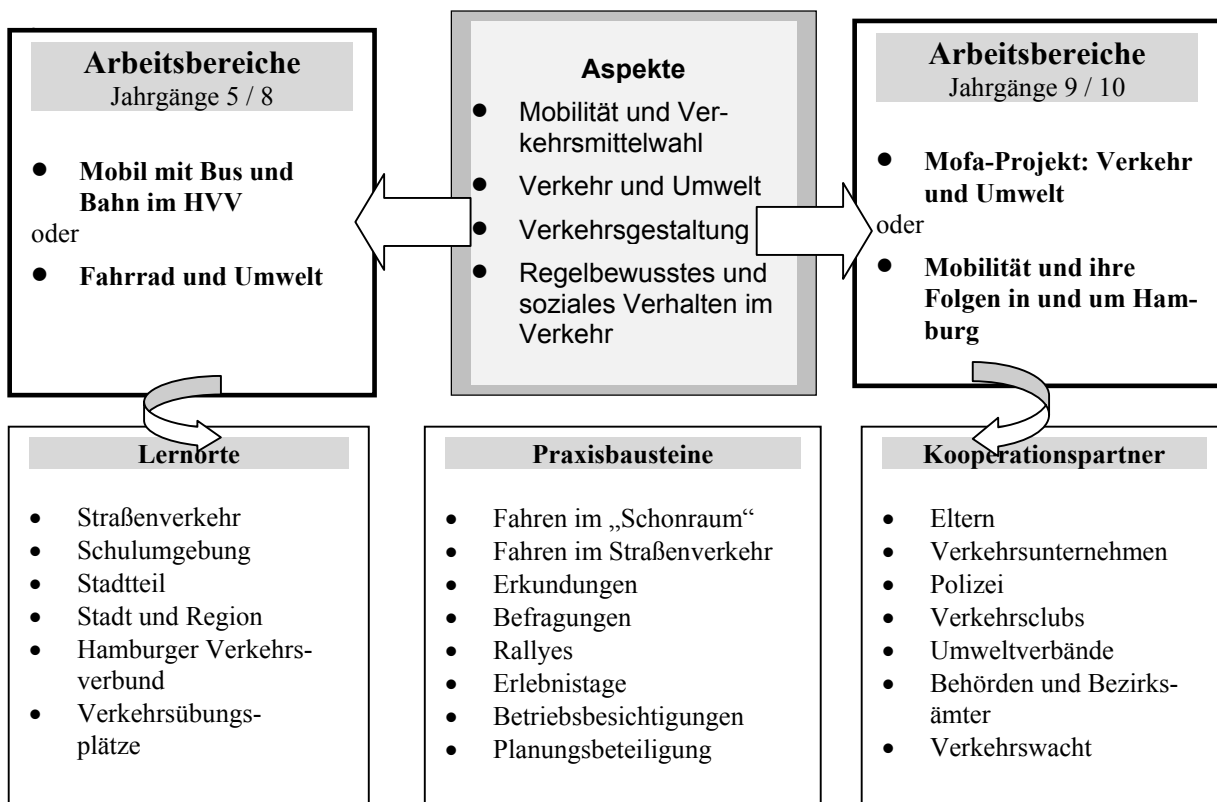 Arbeitsbereiche
Jahrgänge 5 / 8
● Mobil mit Bus und
Bahn im HVV
oder
● Fahrrad und Umwelt
Aspekte
● Mobilität und Ver-
kehrsmittelwahl
● Verkehr und Umwelt
● Verkehrsgestaltung
● Regelbewusstes und
soziales Verhalten im
Verkehr
Arbeitsbereiche
Jahrgänge 9 / 10
● Mofa-Projekt: Verkehr
und Umwelt
oder
● Mobilität und ihre
Folgen in und um Ham-
burg
Lernorte
• Straßenverkehr
• Schulumgebung
• Stadtteil
• Stadt und Region
• Hamburger Verkehrs-
verbund
• Verkehrsübungs-
plätze
Praxisbausteine
• Fahren im „Schonraum“
• Fahren im Straßenverkehr
• Erkundungen
• Befragungen
• Rallyes
• Erlebnistage
• Betriebsbesichtigungen
• Planungsbeteiligung
Kooperationspartner
• Eltern
• Verkehrsunternehmen
• Polizei
• Verkehrsclubs
• Umweltverbände
• Behörden und Bezirks-
ämter
• Verkehrswacht